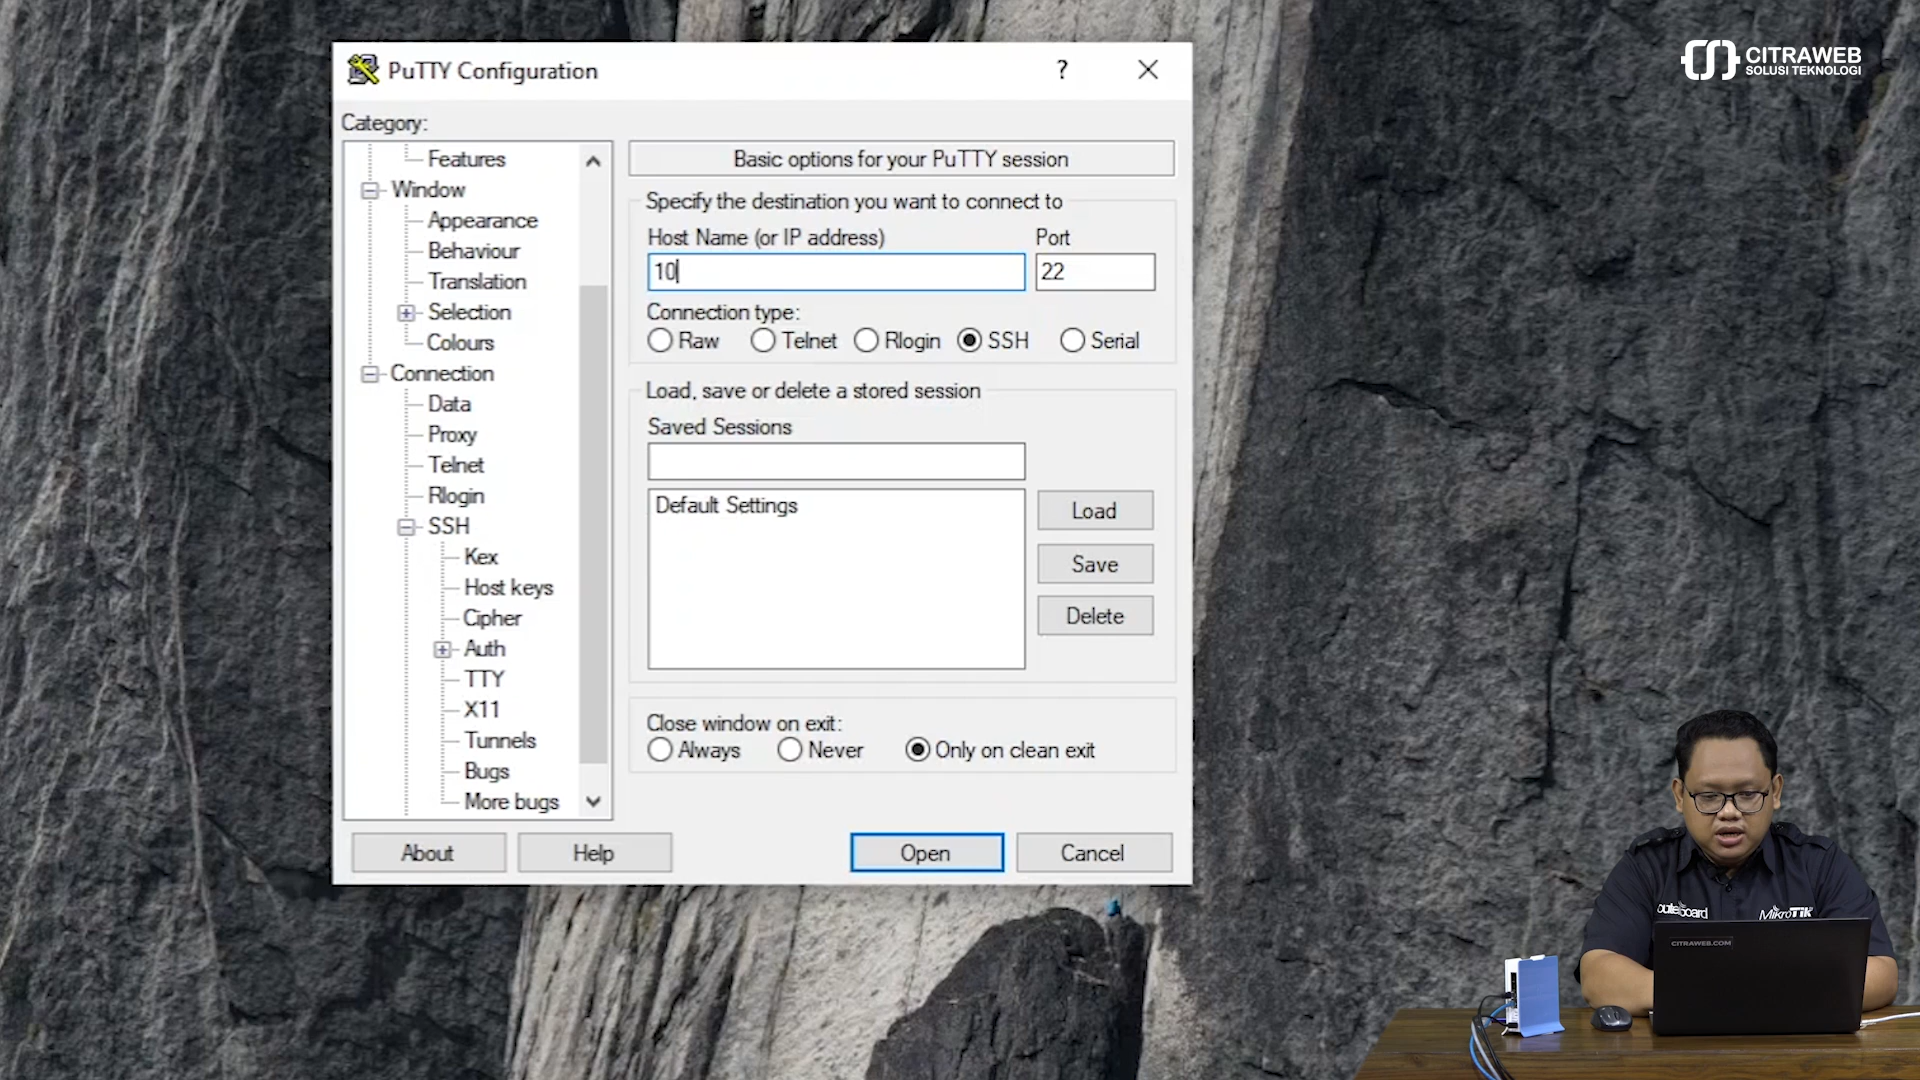 CITRAWEB
SOLUSI TEKNOLOGI
PuTTY Configuration
?
Category:
Features
Window
Appearance
Behaviour
Translation
Selection
Colours
Connection
Data
Proxy
Telnet
Rlogin
SSH
Kex
Host keys
Cipher
Auth
TTY
X11
Tunnels
Bugs
More bugs
Basic options for your PuTTY session
Specify the destination you want to connect to
Host Name (or IP address)
Port
10
22
Connection type:
Raw
Telnet
Rlogin
SSH
Serial
Load, save or delete a stored session
Saved Sessions
Default Settings
Load
Save
Delete
Close window on exit:
Always
Never
Only on clean exit
About
Help
Open
Cancel
MikroTik
CITRAWEB.COM